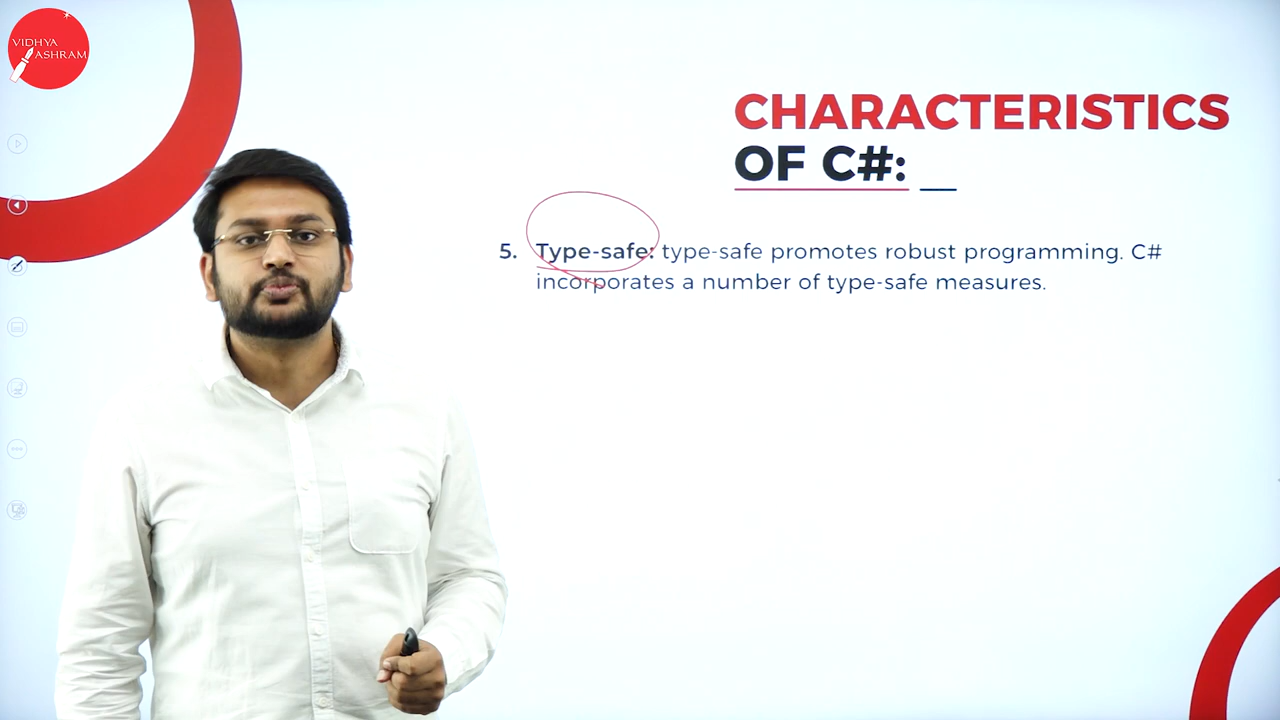 VIDHYA
ASHRAM
CHARACTERISTICS
OF C#:
5. Type-safe: type-safe promotes robust programming. C#
incorporates a number of type-safe measures.